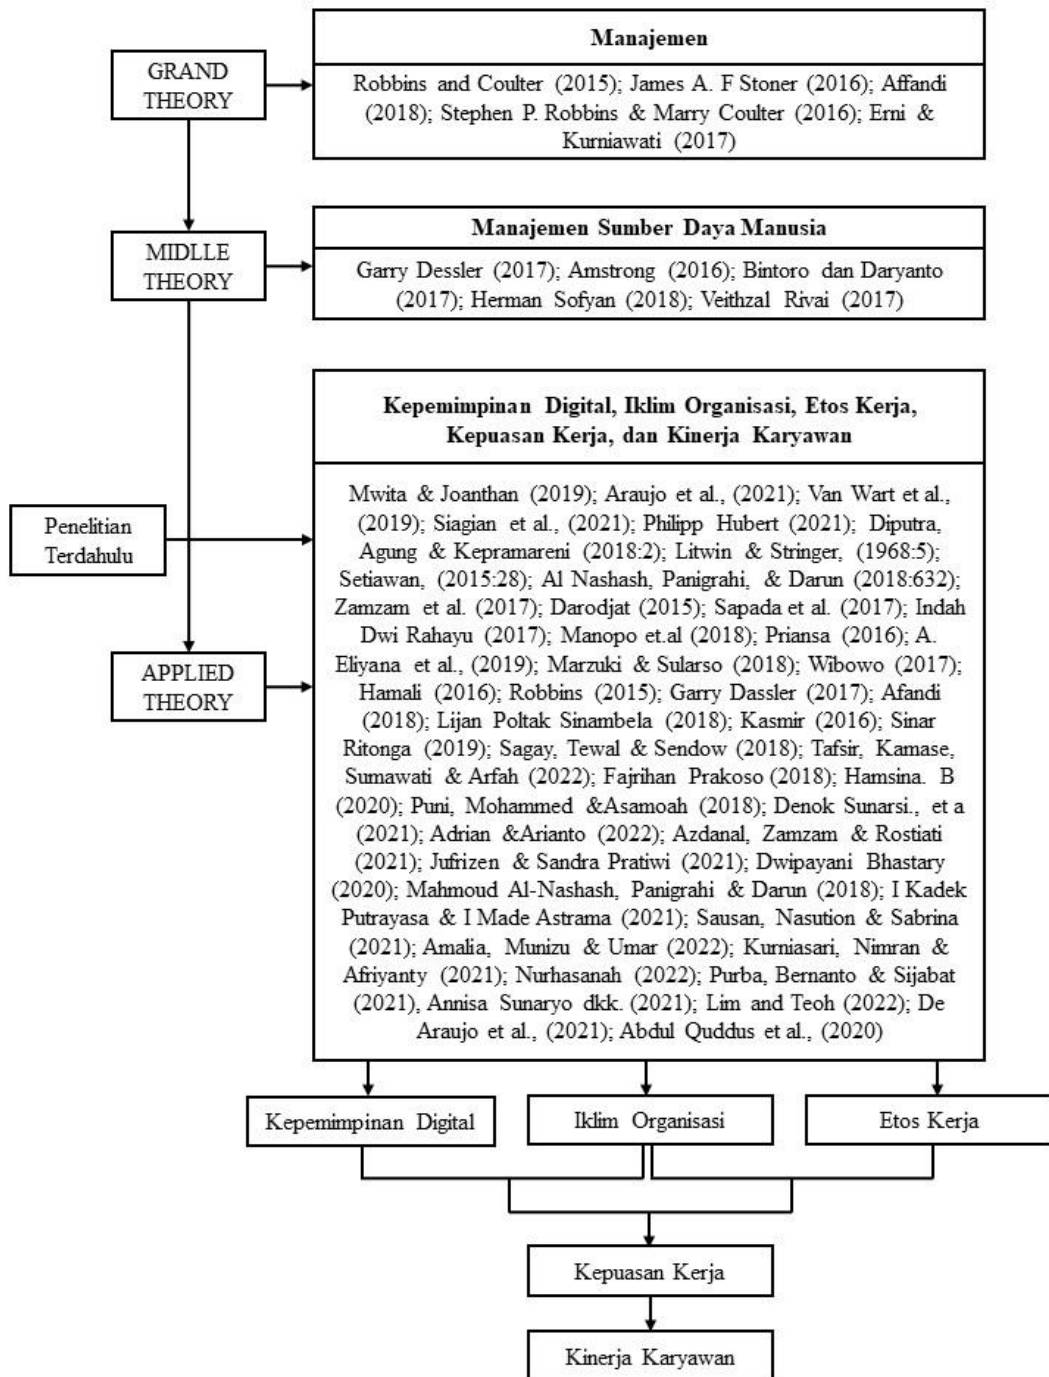 GRAND
THEORY
Manajemen
Robbins and Coulter (2015); James A. F Stoner (2016); Affandi
(2018); Stephen P. Robbins & Marry Coulter (2016); Erni &
Kurniawati (2017)
MIDLLE
THEORY
Manajemen Sumber Daya Manusia
Garry Dessler (2017); Amstrong (2016); Bintoro dan Daryanto
(2017); Herman Sofyan (2018); Veithzal Rivai (2017)
Kepemimpinan Digital, Iklim Organisasi, Etos Kerja,
Kepuasan Kerja, dan Kinerja Karyawan
Penelitian
Terdahulu
APPLIED
THEORY
Mwita & Joanthan (2019); Araujo et al., (2021); Van Wart et al.,
(2019); Siagian et al., (2021); Philipp Hubert (2021); Diputra,
Agung & Kepramareni (2018:2); Litwin & Stringer, (1968:5);
Setiawan, (2015:28); Al Nashash, Panigrahi, & Darun (2018:632);
Zamzam et al. (2017); Darodjat (2015); Sapada et al. (2017); Indah
Dwi Rahayu (2017); Manopo et.al (2018); Priansa (2016); A.
Eliyana et al., (2019); Marzuki & Sularso (2018); Wibowo (2017);
Hamali (2016); Robbins (2015); Garry Dassler (2017); Afandi
(2018); Lijan Poltak Sinambela (2018); Kasmir (2016); Sinar
Ritonga (2019); Sagay, Tewal & Sendow (2018); Tafsir, Kamase,
Sumawati & Arfah (2022); Fajrihan Prakoso (2018); Hamsina. B
(2020); Puni, Mohammed &Asamoah (2018); Denok Sunarsi., et a
(2021); Adrian &Arianto (2022); Azdanal, Zamzam & Rostiati
(2021); Jufrizen & Sandra Pratiwi (2021); Dwipayani Bhastary
(2020); Mahmoud Al-Nashash, Panigrahi & Darun (2018); I Kadek
Putrayasa & I Made Astrama (2021); Sausan, Nasution & Sabrina
(2021); Amalia, Munizu & Umar (2022); Kurniasari, Nimran &
Afriyanty (2021); Nurhasanah (2022); Purba, Bernanto & Sijabat
(2021), Annisa Sunaryo dkk. (2021); Lim and Teoh (2022); De
Araujo et al., (2021); Abdul Quddus et al., (2020)
Kepemimpinan Digital
Iklim Organisasi
Etos Kerja
Kepuasan Kerja
Kinerja Karyawan